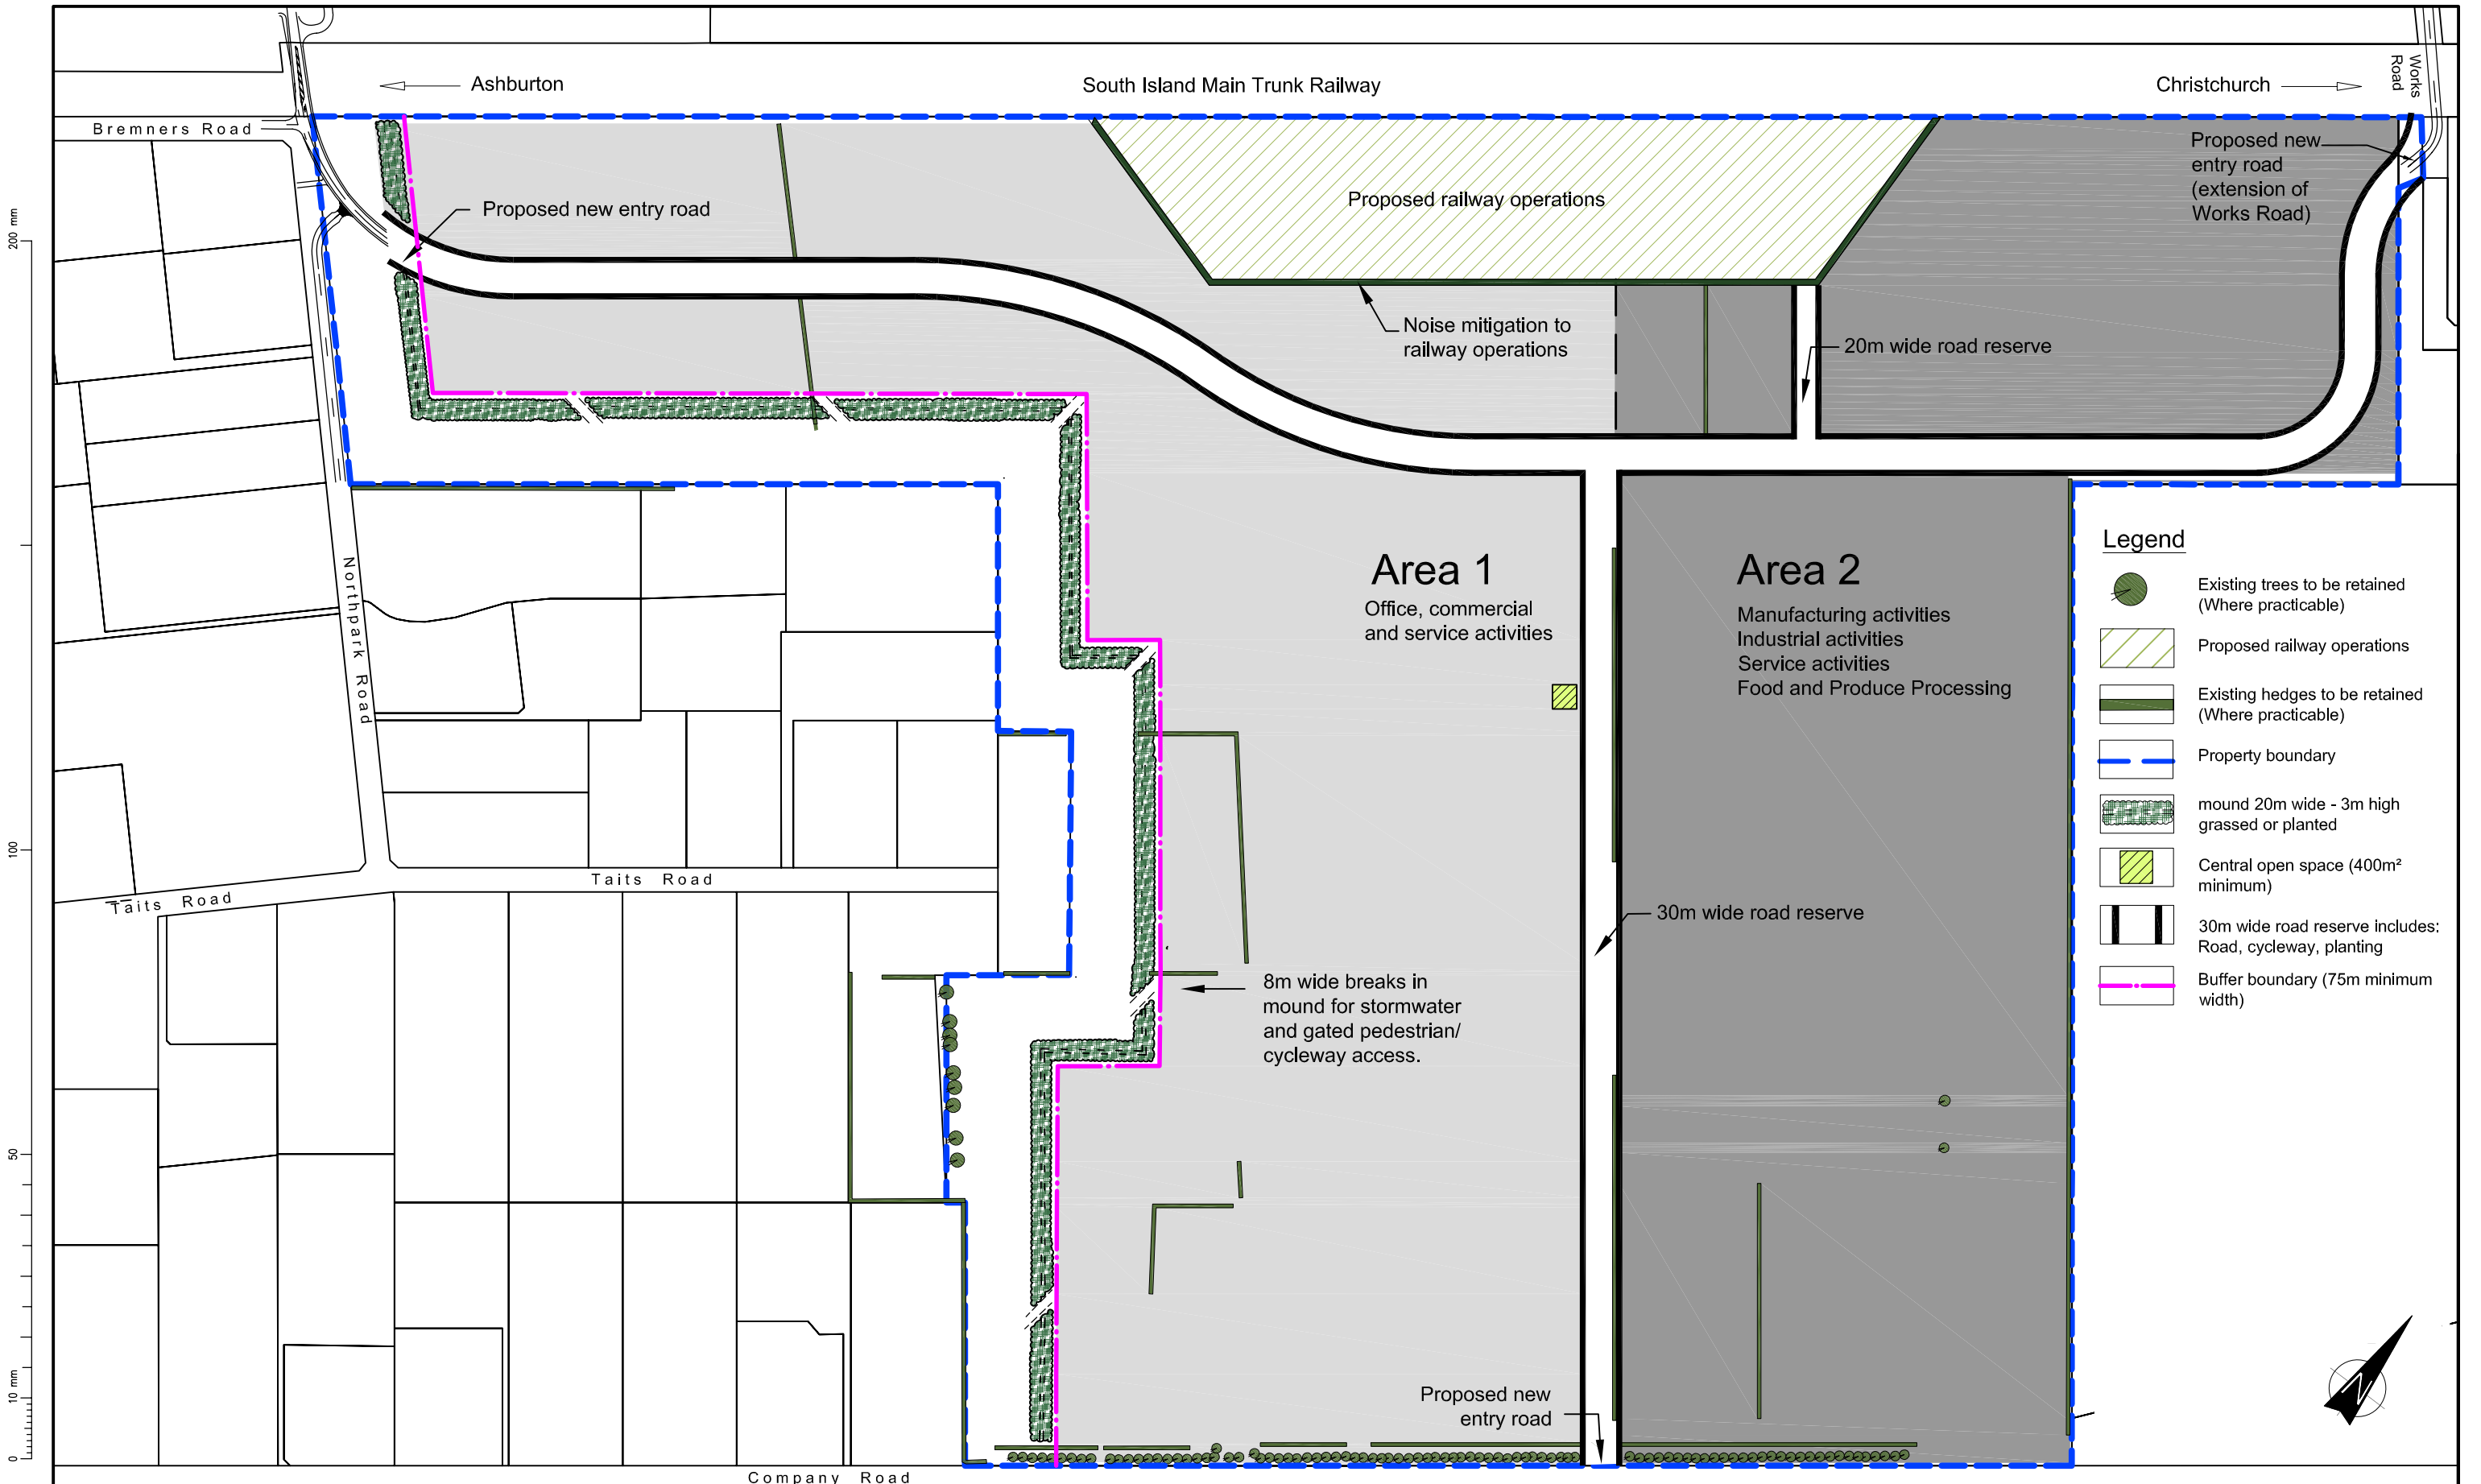 Ashburton
South Island Main Trunk Railway
Christchurch
Works
Road
Bremners Road
Proposed new
entry road
(extension of
Works Road)
Proposed railway operations
Proposed new entry road
200 mm
Noise mitigation to
railway operations
20m wide road reserve
Northpark Road
Area 1
Office, commercial
and service activities
Area 2
Manufacturing activities
Industrial activities
Service activities
Food and Produce Processing
Legend
Existing trees to be retained
(Where practicable)
Proposed railway operations
Existing hedges to be retained
(Where practicable)
Property boundary
mound 20m wide - 3m high
grassed or planted
Central open space (400m²
minimum)
30m wide road reserve includes:
Road, cycleway, planting
Buffer boundary (75m minimum
width)
100
Taits Road
Taits Road
30m wide road reserve
8m wide breaks in
mound for stormwater
and gated pedestrian/
cycleway access.
50
10 mm
0
Proposed new
entry road
N
Company Road